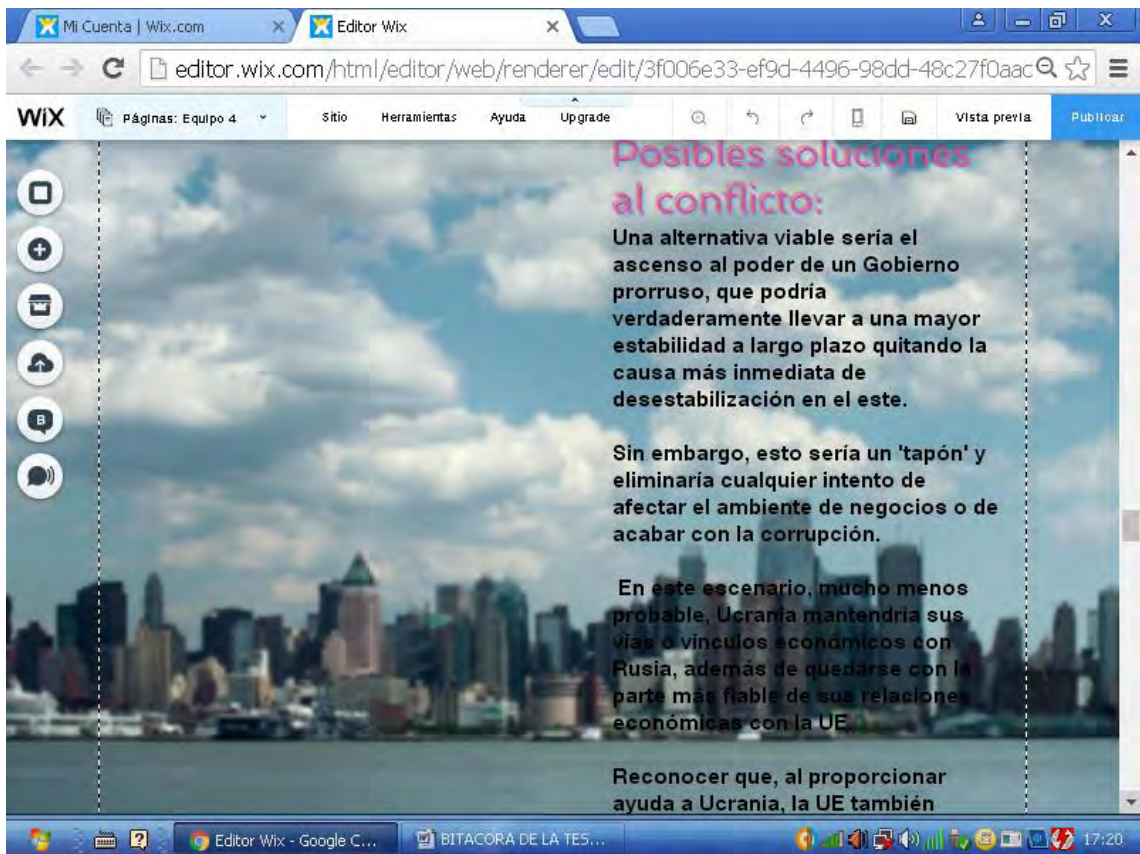 Mi Cuenta | Wix.com
Editor Wix
editor.wix.com/html/editor/web/renderer/edit/3f006e33-ef9d-4496-98dd-48c27f0aac
WiX
Páginas: Equipo 4
Sitio
Herramientas
Ayuda
Upgrade
Vista previa
Publicar
Posibles soluciones
al conflicto:
Una alternativa viable sería el
ascenso al poder de un Gobierno
prorruso, que podría
verdaderamente llevar a una mayor
estabilidad a largo plazo quitando la
causa más inmediata de
desestabilización en el este.
Sin embargo, esto sería un 'tapón' y
eliminaría cualquier intento de
afectar el ambiente de negocios o de
acabar con la corrupción.
En este escenario, mucho menos
probable, Ucrania mantendría sus
vías o vínculos económicos con
Rusia, además de quedarse con la
parte más fiable de sus relaciones
económicas con la UE.
Reconocer que, al proporcionar
ayuda a Ucrania, la UE también
B
Editor Wix - Google C...
BITACORA DE LA TES...
17:20